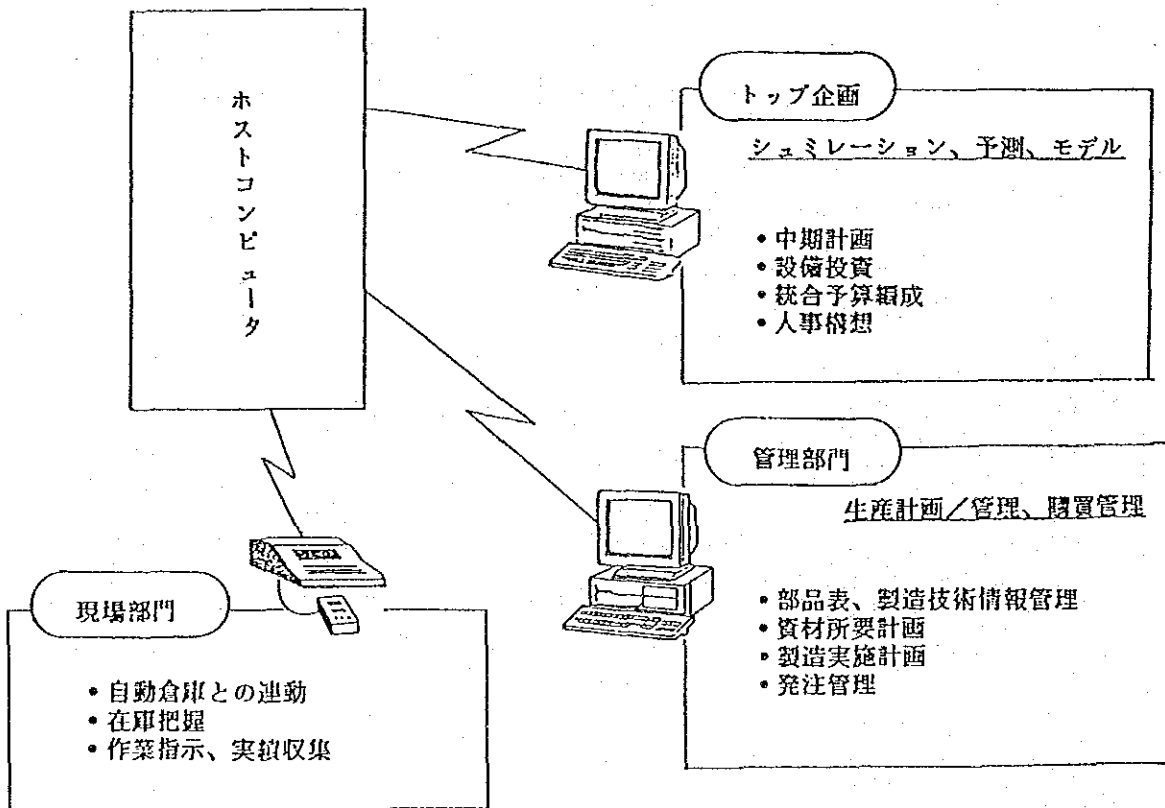 ホストコンピュータ
トップ企画
シュミレーション、予測、モデル
• 中期計画
• 設備投資
• 統合予算編成
• 人事構想
管理部門
生産計画／管理、購買管理
• 部品表、製造技術情報管理
• 資材所要計画
• 製造実施計画
• 発注管理
現場部門
• 自動倉庫との連動
• 在庫把握
• 作業指示、実績収集